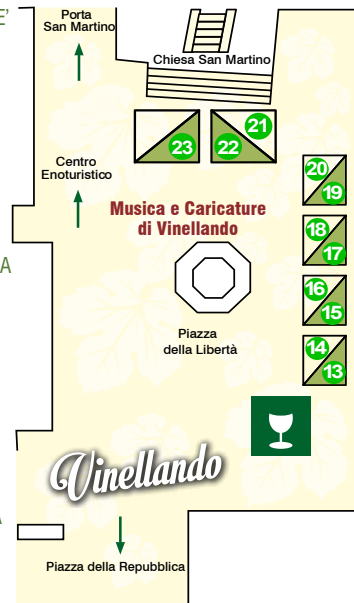 E'
Porta
San Martino
Chiesa San Martino
21
23
22
Centro
Enoturistico
20
19
Musica e Caricature
di Vinellando
18
17
A
16
15
Piazza
della Libertà
14
13
Vinellando
A
Piazza della Repubblica